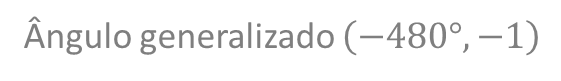 Ângulo generalizado (−480°, −1)